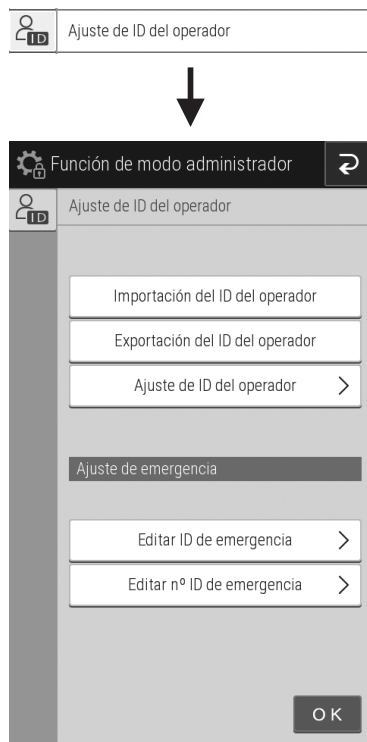 ID
Ajuste de ID del operador
Función de modo administrador
ID
Ajuste de ID del operador
Importación del ID del operador
Exportación del ID del operador
Ajuste de ID del operador
Ajuste de emergencia
Editar ID de emergencia
Editar nº ID de emergencia
OK